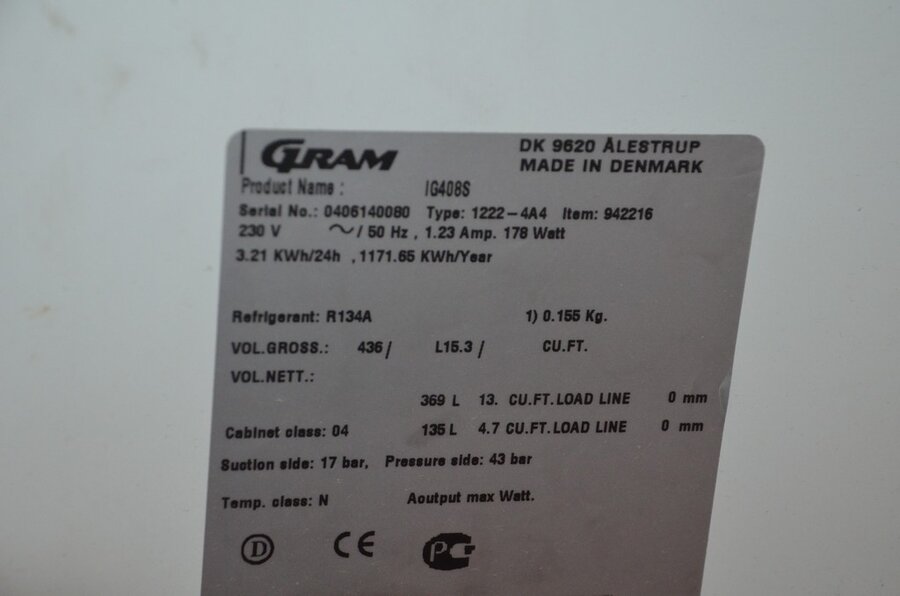 GRAM
DK 9620 ÅLESTRUP
MADE IN DENMARK
Product Name : IG408S
Serial No.: 0406140080 Type: 1222-4A4 Item: 942216
230 V ~/ 50 Hz , 1.23 Amp. 178 Watt
3.21 KWh/24h , 1171.65 KWh/Year
Refrigerant: R134A 1) 0.155 Kg.
VOL.GROSS.: 436/ L15.3/ CU.FT.
VOL.NETT.:
369 L 13. CU.FT.LOAD LINE 0 mm
Cabinet class: 04 135 L 4.7 CU.FT.LOAD LINE 0 mm
Suction side: 17 bar, Pressure side: 43 bar
Temp. class: N Aoutput max Watt.
D CE PC